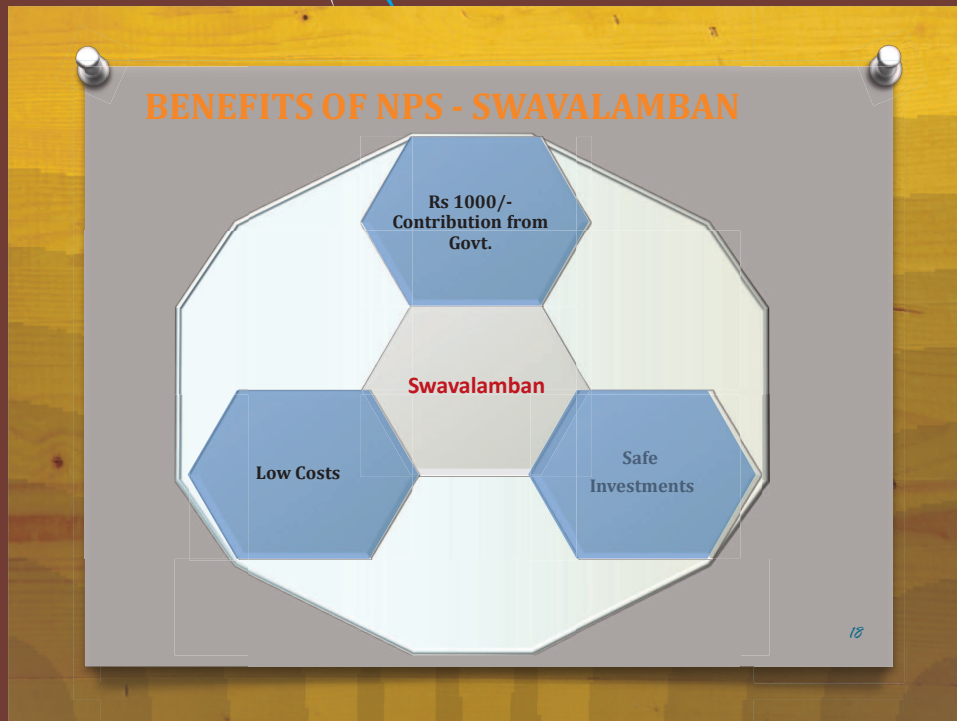 BENEFITS OF NPS - SWAVALAMBAN
Rs 1000/-
Contribution from
Govt.
Swavalamban
Low Costs
Safe
Investments
18